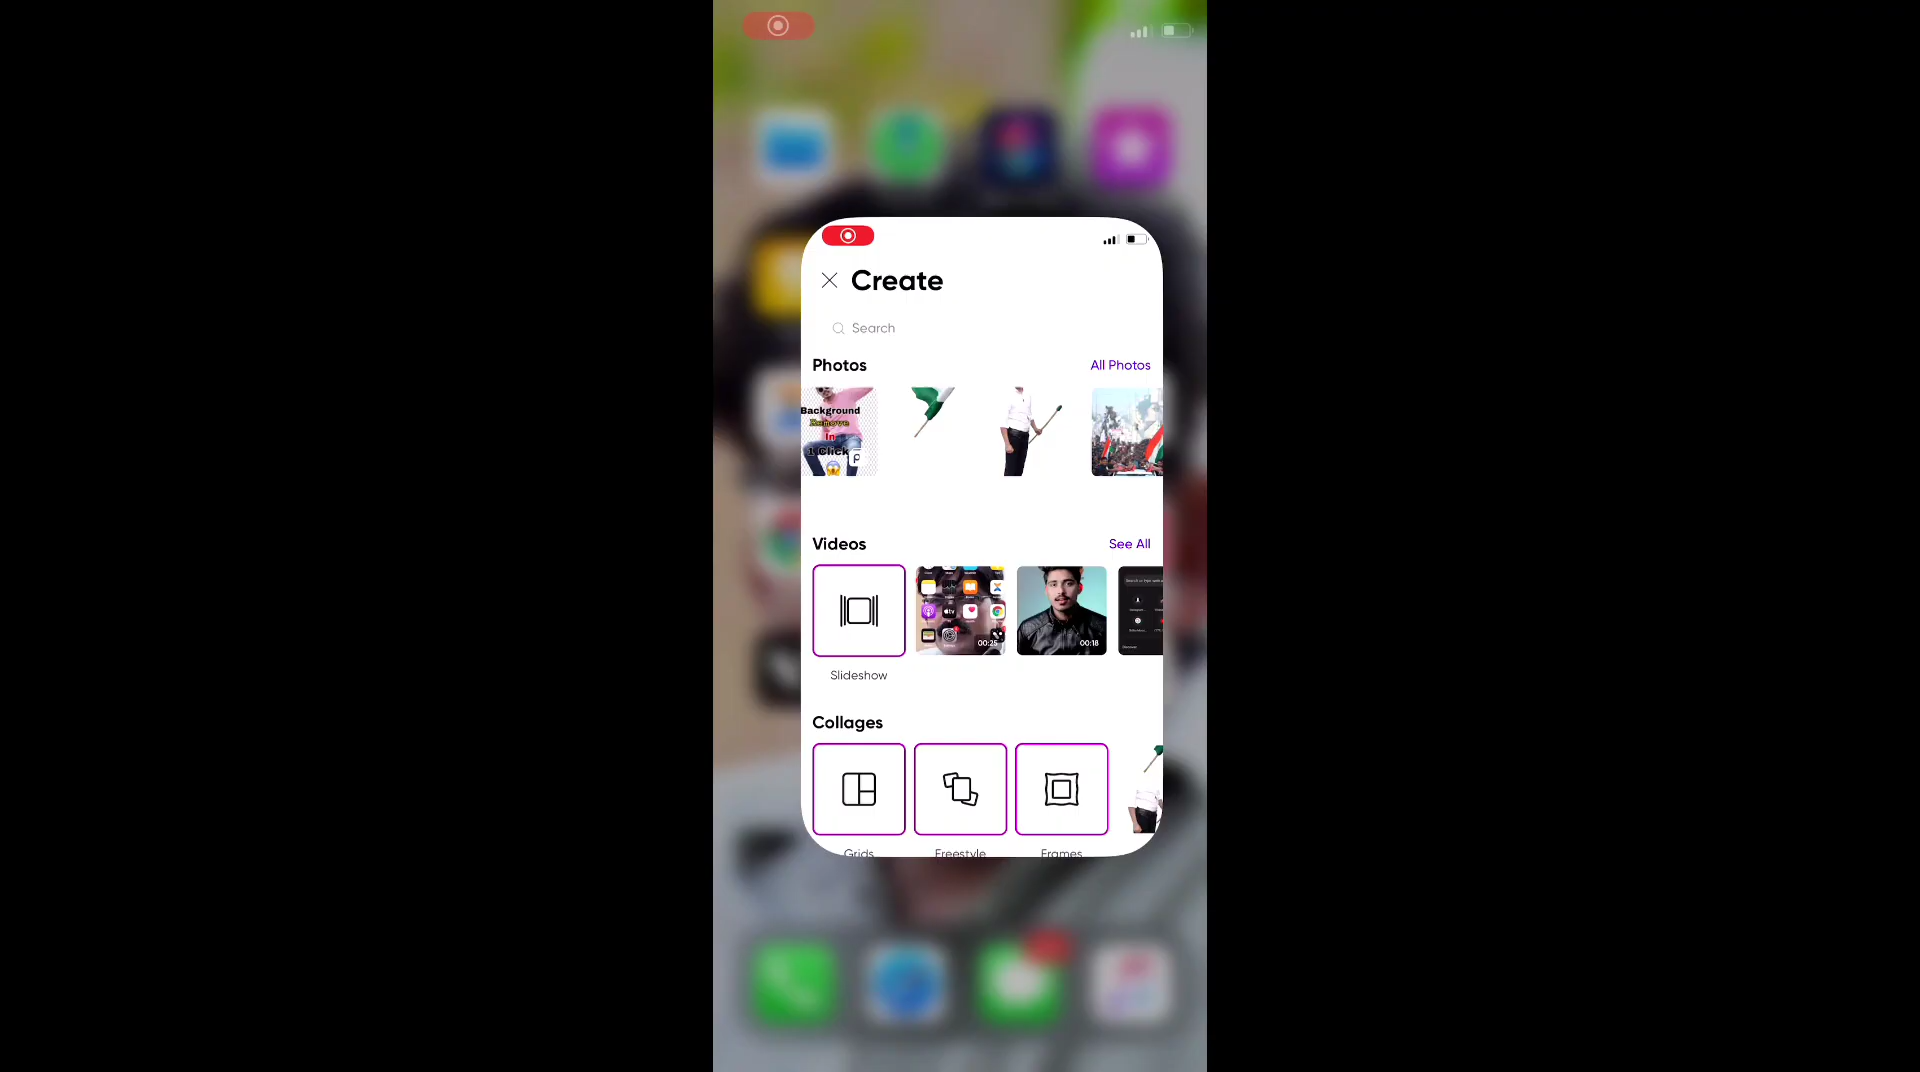 Create
Search
Photos
All Photos
Background
Remove
In
1 Click
Videos
See All
00:25
00:18
Slideshow
Collages
Grids
Freestyle
Frames